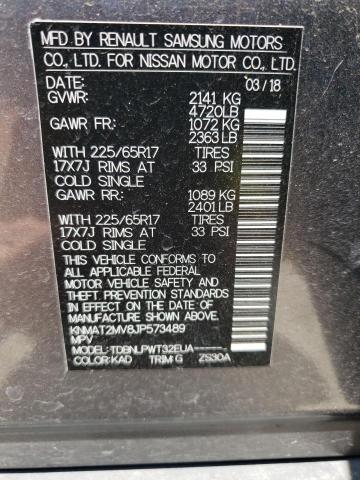 MFD BY RENAULT SAMSUNG MOTORS
CO., LTD. FOR NISSAN MOTOR CO., LTD.
DATE: 03/18
GVWR: 2141 KG
4720LB
GAWR FR: 1072 KG
2363 LB
WITH 225/65R17 TIRES
17X7J RIMS AT 33 PSI
COLD SINGLE
GAWR RR: 1089 KG
2401 LB
WITH 225/65R17 TIRES
17X7J RIMS AT 33 PSI
COLD SINGLE
THIS VEHICLE CONFORMS TO ALL
APPLICABLE FEDERAL
MOTOR VEHICLE SAFETY AND
THEFT PREVENTION STANDARDS
IN EFFECT ON THE DATE OF
MANUFACTURE SHOWN ABOVE.
KNMAT2MV8JP573489
MPV
MODEL: TDBNLPWT32EUA------
COLOR: KAD TRIM: G ZS30A